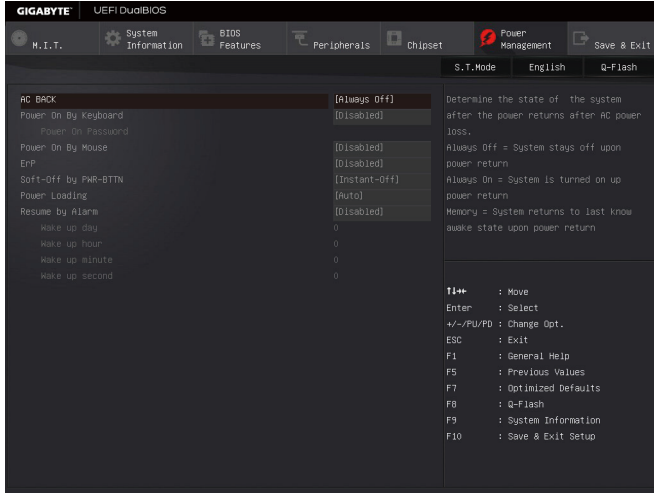 GIGABYTE™ UEFI DualBIOS
M.I.T.
System Information
BIOS Features
Peripherals
Chipset
Power Management
Save & Exit
S.T.Mode English Q-Flash
AC BACK [Always Off]
Power On By Keyboard [Disabled]
Power On Password
Power On By Mouse [Disabled]
ErP [Disabled]
Soft-Off by PWR-BTTN [Instant-Off]
Power Loading [Auto]
Resume by Alarm [Disabled]
Wake up day 0
Wake up hour 0
Wake up minute 0
Wake up second 0
Determine the state of the system
after the power returns after AC power
loss.
Always Off = System stays off upon
power return
Always On = System is turned on up
power return
Memory = System returns to last know
awake state upon power return
↑↓→← : Move
Enter : Select
+/-/PU/PD : Change Opt.
ESC : Exit
F1 : General Help
F5 : Previous Values
F7 : Optimized Defaults
F8 : Q-Flash
F9 : System Information
F10 : Save & Exit Setup